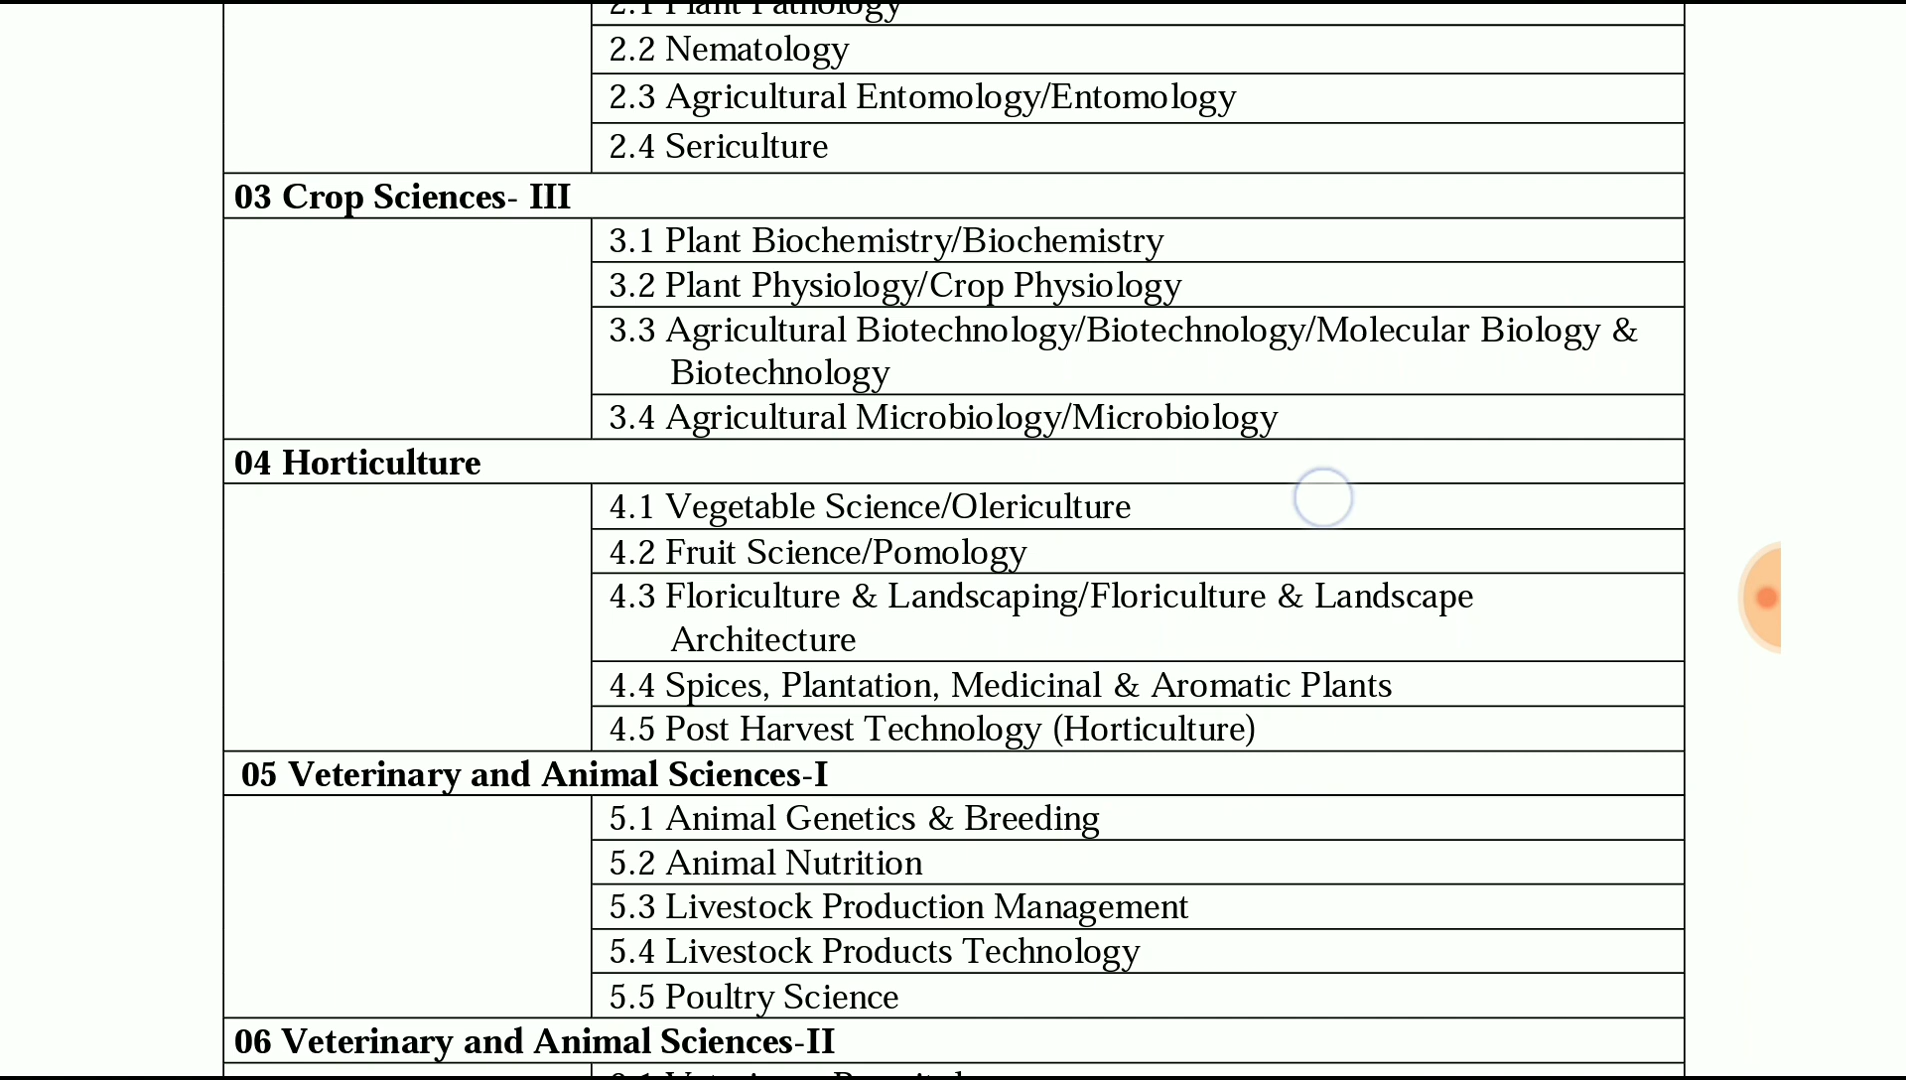 2.1 Plant Pathology
2.2 Nematology
2.3 Agricultural Entomology/Entomology
2.4 Sericulture
03 Crop Sciences- III
3.1 Plant Biochemistry/Biochemistry
3.2 Plant Physiology/Crop Physiology
3.3 Agricultural Biotechnology/Biotechnology/Molecular Biology &
Biotechnology
3.4 Agricultural Microbiology/Microbiology
04 Horticulture
4.1 Vegetable Science/Olericulture
4.2 Fruit Science/Pomology
4.3 Floriculture & Landscaping/Floriculture & Landscape
Architecture
4.4 Spices, Plantation, Medicinal & Aromatic Plants
4.5 Post Harvest Technology (Horticulture)
05 Veterinary and Animal Sciences-I
5.1 Animal Genetics & Breeding
5.2 Animal Nutrition
5.3 Livestock Production Management
5.4 Livestock Products Technology
5.5 Poultry Science
06 Veterinary and Animal Sciences-II